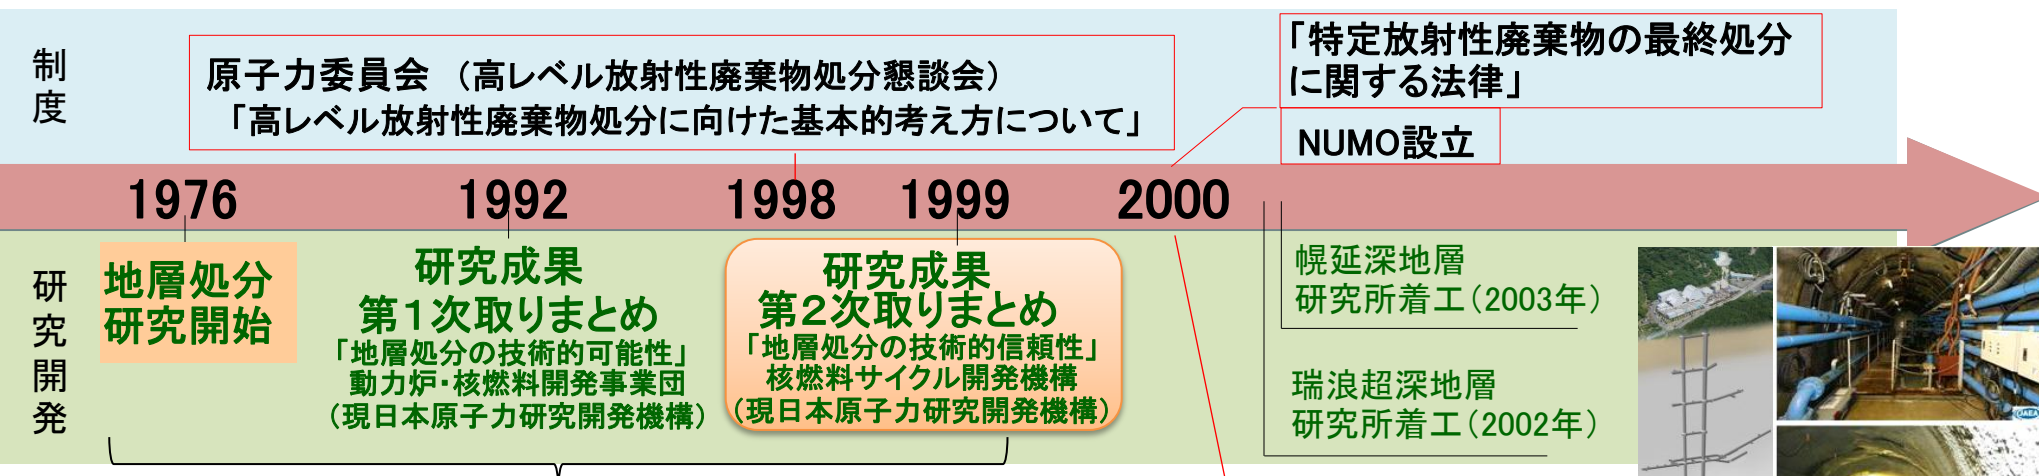 制度
原子力委員会 （高レベル放射性廃棄物処分懇談会）
「高レベル放射性廃棄物処分に向けた基本的考え方について」
「特定放射性廃棄物の最終処分
に関する法律」
NUMO設立
1976
1992
1998
1999
2000
研究開発
地層処分
研究開始
研究成果
第１次取りまとめ
「地層処分の技術的可能性」
動力炉・核燃料開発事業団
（現日本原子力研究開発機構）
研究成果
第２次取りまとめ
「地層処分の技術的信頼性」
核燃料サイクル開発機構
（現日本原子力研究開発機構）
幌延深地層
研究所着工（2003年）
瑞浪超深地層
研究所着工（2002年）
JAEA